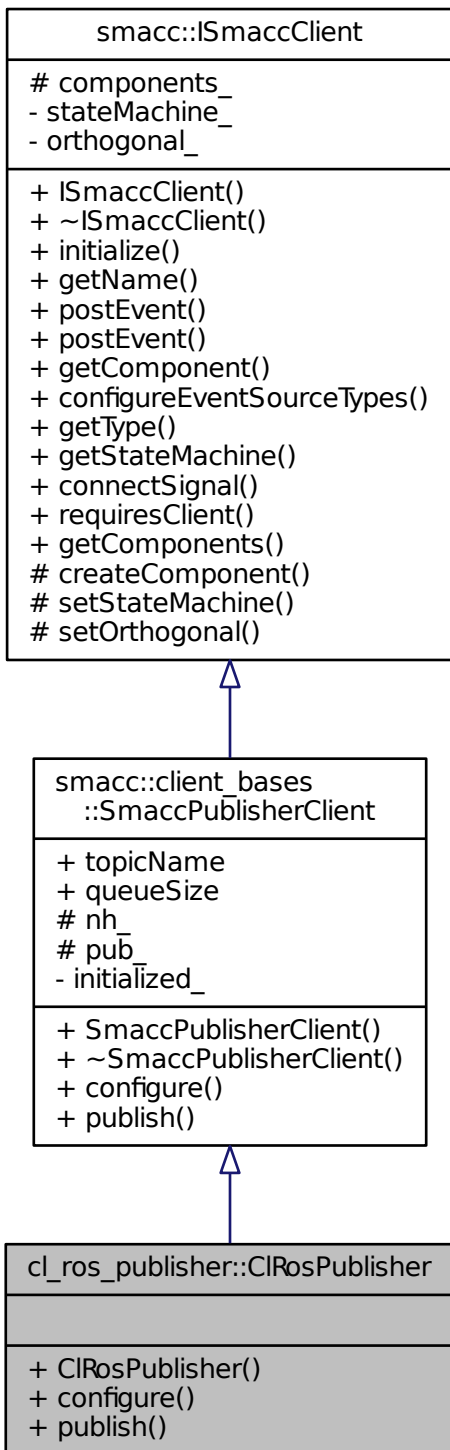 smacc::ISmaccClient
# components_
- stateMachine_
- orthogonal_
+ ISmaccClient()
+ ~ISmaccClient()
+ initialize()
+ getName()
+ postEvent()
+ postEvent()
+ getComponent()
+ configureEventSourceTypes()
+ getType()
+ getStateMachine()
+ connectSignal()
+ requiresClient()
+ getComponents()
# createComponent()
# setStateMachine()
# setOrthogonal()
smacc::client_bases
::SmaccPublisherClient
+ topicName
+ queueSize
# nh_
# pub_
- initialized_
+ SmaccPublisherClient()
+ ~SmaccPublisherClient()
+ configure()
+ publish()
cl_ros_publisher::ClRosPublisher
+ ClRosPublisher()
+ configure()
+ publish()